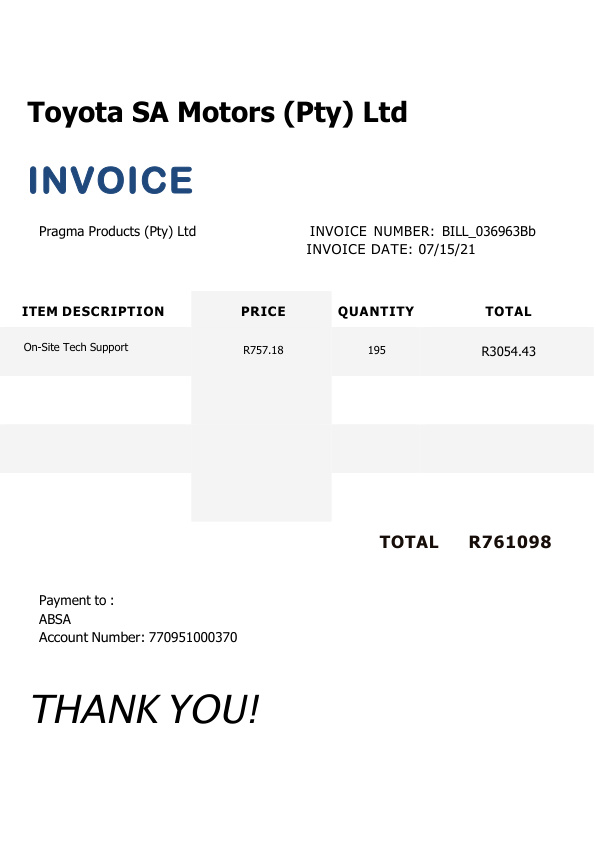 Toyota SA Motors (Pty) Ltd
INVOICE
Pragma Products (Pty) Ltd
INVOICE NUMBER: BILL_036963Bb
INVOICE DATE: 07/15/21
ITEM DESCRIPTION PRICE QUANTITY TOTAL
On-Site Tech Support R757.18 195 R3054.43
TOTAL R761098
Payment to :
ABSA
Account Number: 770951000370
THANK YOU!